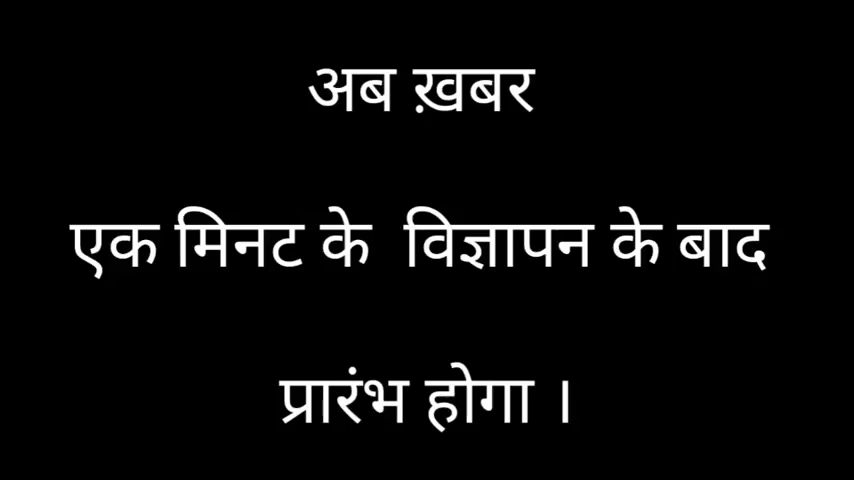 अब ख़बर
एक मिनट के विज्ञापन के बाद
प्रारंभ होगा ।